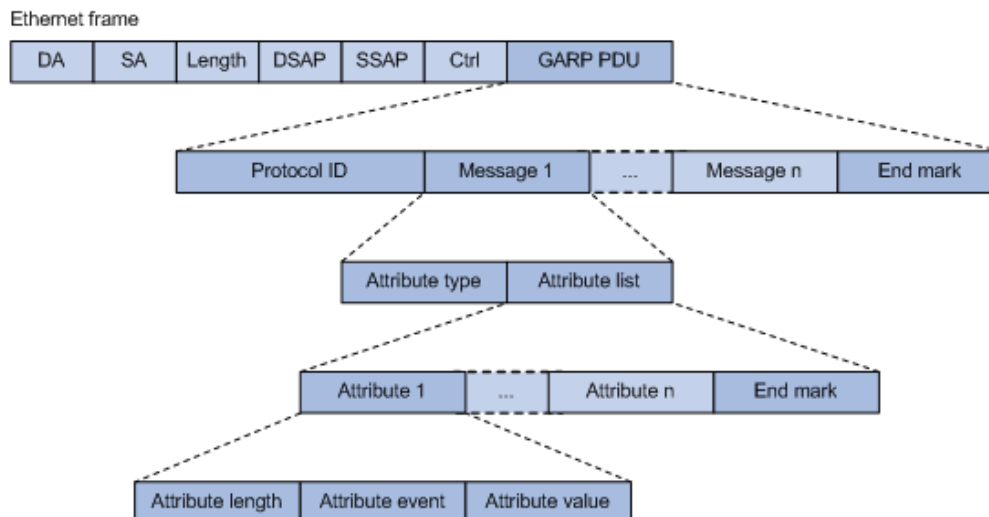 Ethernet frame
DA SA Length DSAP SSAP Ctrl GARP PDU
Protocol ID Message 1 ... Message n End mark
Attribute type Attribute list
Attribute 1 ... Attribute n End mark
Attribute length Attribute event Attribute value